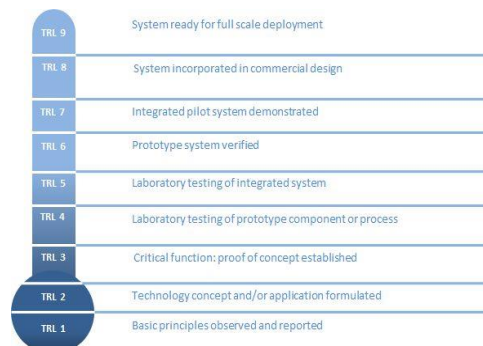 TRL 9 System ready for full scale deployment
TRL 8 System incorporated in commercial design
TRL 7 Integrated pilot system demonstrated
TRL 6 Prototype system verified
TRL 5 Laboratory testing of integrated system
TRL 4 Laboratory testing of prototype component or process
TRL 3 Critical function: proof of concept established
TRL 2 Technology concept and/or application formulated
TRL 1 Basic principles observed and reported